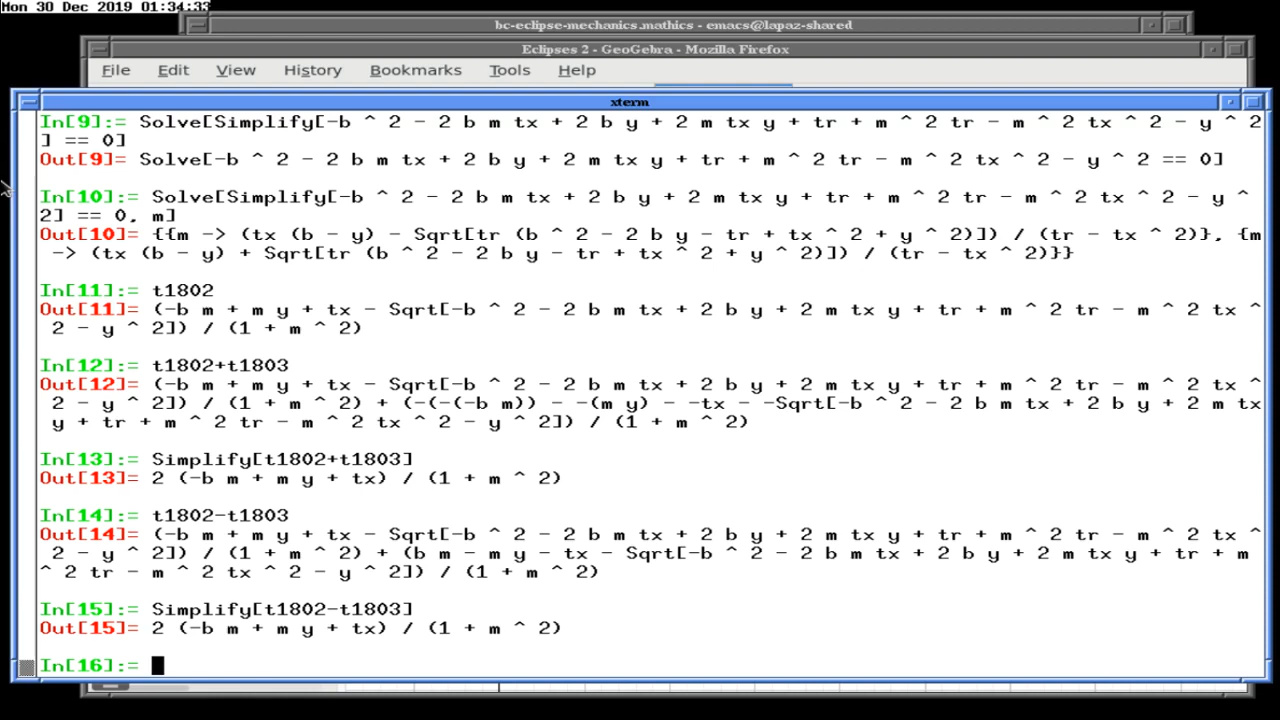 Mon 30 Dec 2019 01:34:33
bc-eclipse-mechanics.mathics - emacs@lapaz-shared
Eclipses 2 - GeoGebra - Mozilla Firefox
File Edit View History Bookmarks Tools Help
xterm
In[9]:= Solve[Simplify[-b ^ 2 - 2 b m tx + 2 b y + 2 m tx y + tr + m ^ 2 tr - m ^ 2 tx ^ 2 - y ^ 2
] == 0]
Out[9]= Solve[-b ^ 2 - 2 b m tx + 2 b y + 2 m tx y + tr + m ^ 2 tr - m ^ 2 tx ^ 2 - y ^ 2 == 0]
In[10]:= Solve[Simplify[-b ^ 2 - 2 b m tx + 2 b y + 2 m tx y + tr + m ^ 2 tr - m ^ 2 tx ^ 2 - y ^
2] == 0, m]
Out[10]= {{m -> (tx (b - y) - Sqrt[tr (b ^ 2 - 2 b y - tr + tx ^ 2 + y ^ 2)]) / (tr - tx ^ 2)}, {m
-> (tx (b - y) + Sqrt[tr (b ^ 2 - 2 b y - tr + tx ^ 2 + y ^ 2)]) / (tr - tx ^ 2)}}
In[11]:= t1802
Out[11]= (-b m + m y + tx - Sqrt[-b ^ 2 - 2 b m tx + 2 b y + 2 m tx y + tr + m ^ 2 tr - m ^ 2 tx ^
2 - y ^ 2]) / (1 + m ^ 2)
In[12]:= t1802+t1803
Out[12]= (-b m + m y + tx - Sqrt[-b ^ 2 - 2 b m tx + 2 b y + 2 m tx y + tr + m ^ 2 tr - m ^ 2 tx ^
2 - y ^ 2]) / (1 + m ^ 2) + (-(-(-b m)) - -(m y) - -tx - -Sqrt[-b ^ 2 - 2 b m tx + 2 b y + 2 m tx
y + tr + m ^ 2 tr - m ^ 2 tx ^ 2 - y ^ 2]) / (1 + m ^ 2)
In[13]:= Simplify[t1802+t1803]
Out[13]= 2 (-b m + m y + tx) / (1 + m ^ 2)
In[14]:= t1802-t1803
Out[14]= (-b m + m y + tx - Sqrt[-b ^ 2 - 2 b m tx + 2 b y + 2 m tx y + tr + m ^ 2 tr - m ^ 2 tx ^
2 - y ^ 2]) / (1 + m ^ 2) + (b m - m y - tx - Sqrt[-b ^ 2 - 2 b m tx + 2 b y + 2 m tx y + tr + m
^ 2 tr - m ^ 2 tx ^ 2 - y ^ 2]) / (1 + m ^ 2)
In[15]:= Simplify[t1802-t1803]
Out[15]= 2 (-b m + m y + tx) / (1 + m ^ 2)
In[16]:=